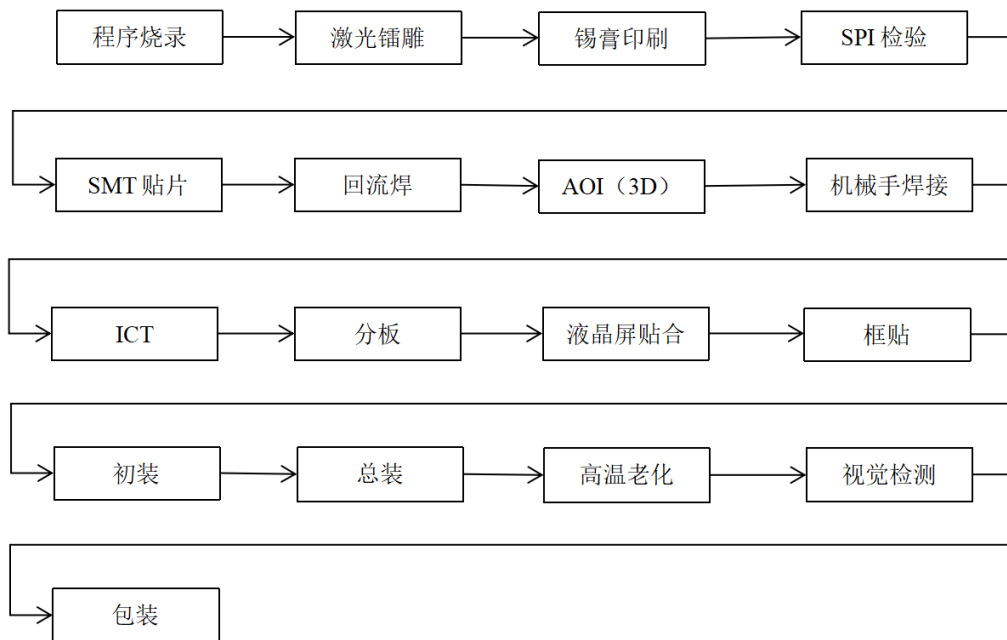 程序烧录
激光镭雕
锡膏印刷
SPI 检验
SMT 贴片
回流焊
AOI（3D）
机械手焊接
ICT
分板
液晶屏贴合
框贴
初装
总装
高温老化
视觉检测
包装